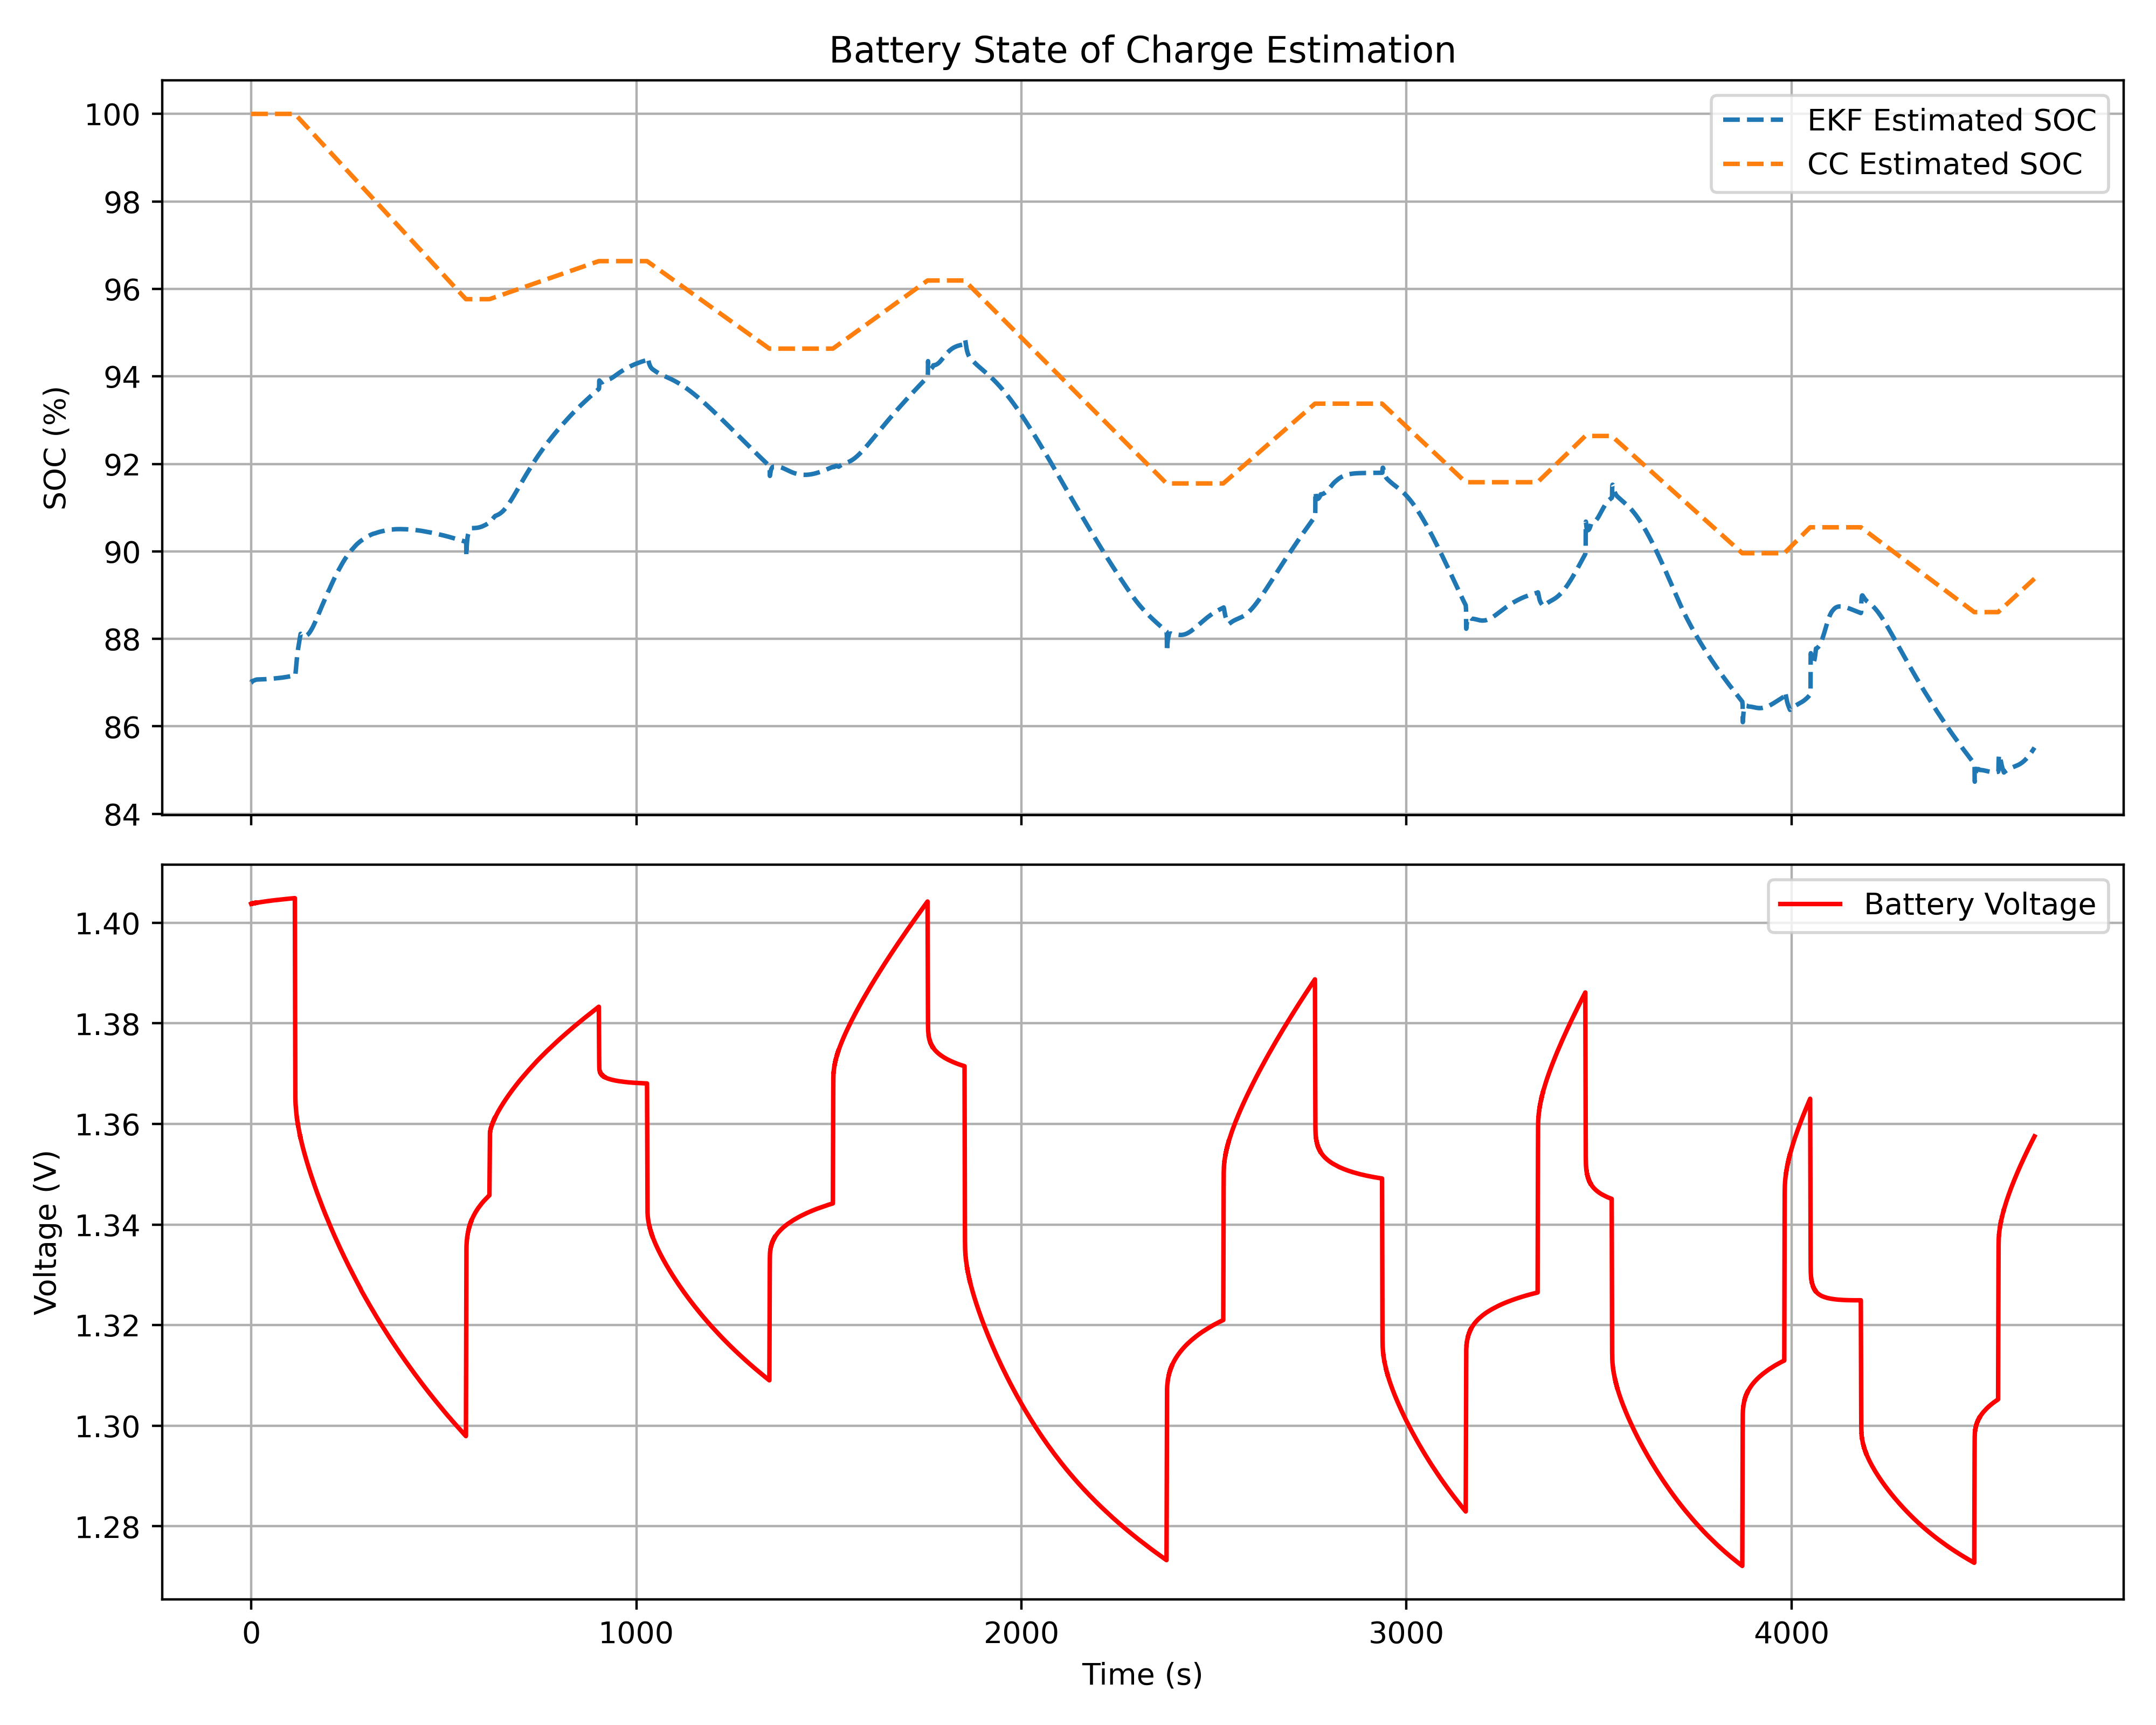 Battery State of Charge Estimation
EKF Estimated SOC
CC Estimated SOC
SOC (%)
100
98
96
94
92
90
88
86
84
Battery Voltage
Voltage (V)
1.40
1.38
1.36
1.34
1.32
1.30
1.28
0 1000 2000 3000 4000
Time (s)